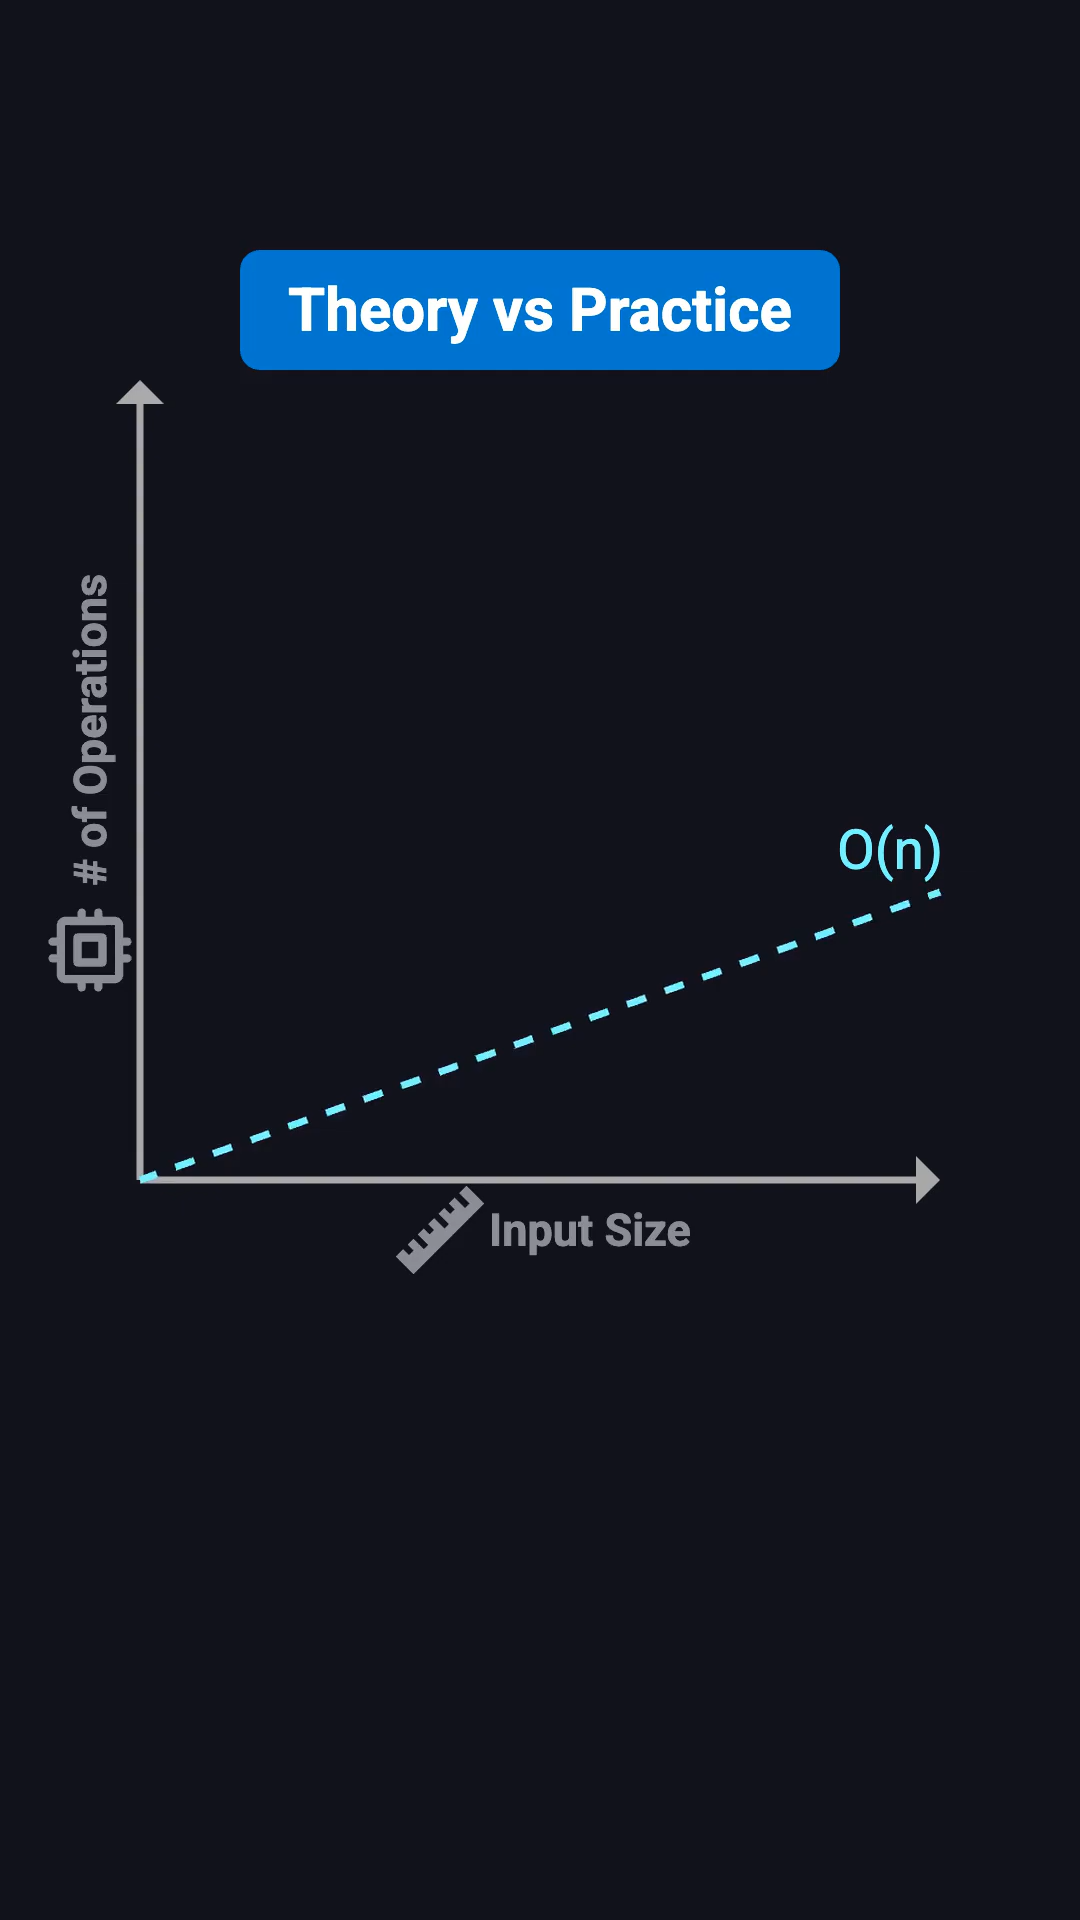 Theory vs Practice
# of Operations
O(n)
Input Size